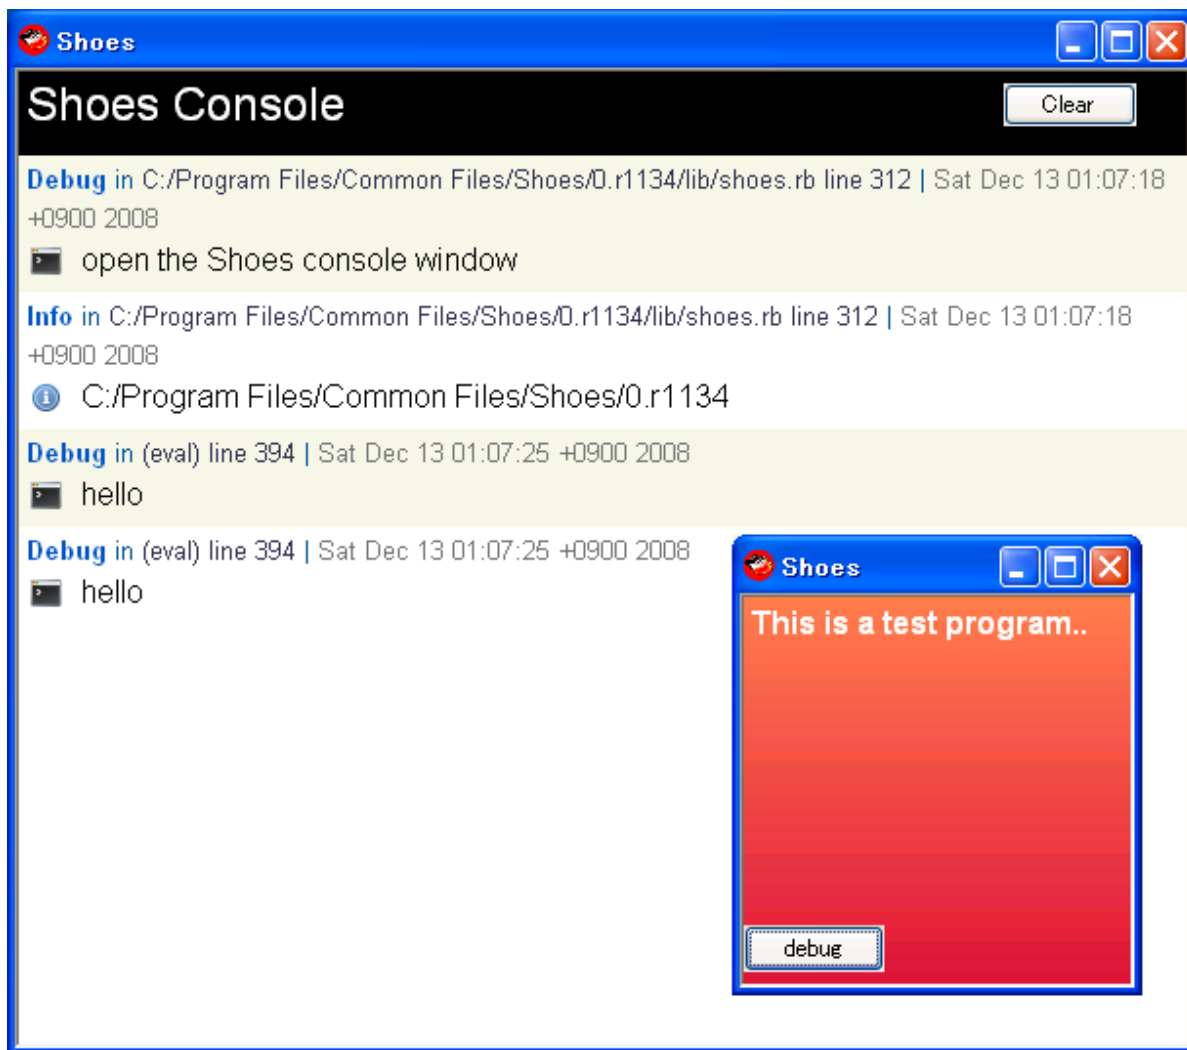 Shoes
Shoes Console
Clear
Debug in C:/Program Files/Common Files/Shoes/0.r1134/lib/shoes.rb line 312 | Sat Dec 13 01:07:18
+0900 2008
open the Shoes console window
Info in C:/Program Files/Common Files/Shoes/0.r1134/lib/shoes.rb line 312 | Sat Dec 13 01:07:18
+0900 2008
C:/Program Files/Common Files/Shoes/0.r1134
Debug in (eval) line 394 | Sat Dec 13 01:07:25 +0900 2008
hello
Debug in (eval) line 394 | Sat Dec 13 01:07:25 +0900 2008
hello
Shoes
This is a test program..
debug